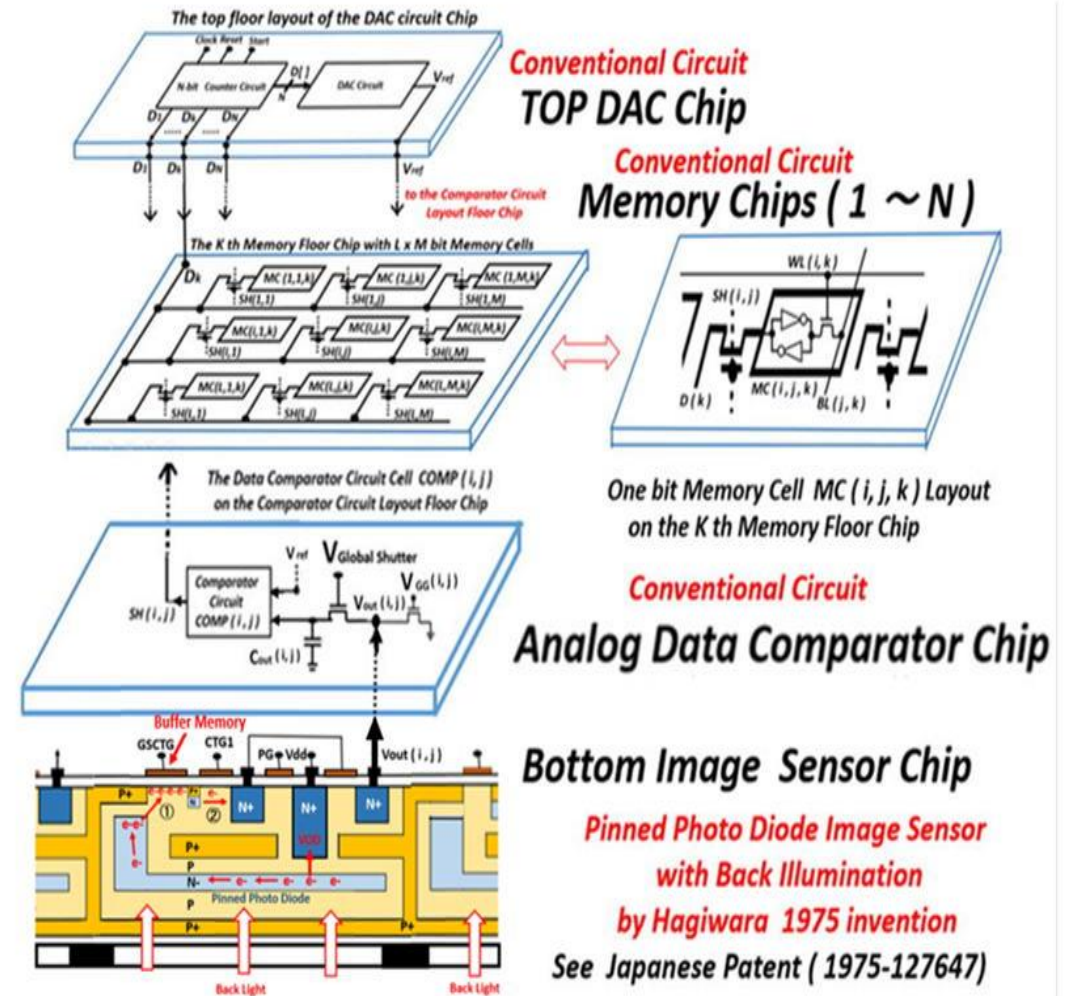 The top floor layout of the DAC circuit Chip
Clock Reset Start
N-bit Counter Circuit
D[ ]
N
DAC Circuit
Vref
D1 Dk DN
..... .....
D1 Dk DN
Vref
to the Comparator Circuit
Layout Floor Chip
Conventional Circuit
TOP DAC Chip
Conventional Circuit
Memory Chips ( 1 ～ N )
The K th Memory Floor Chip with L x M bit Memory Cells
Dk
MC (1,1,k) MC(1,j,k) MC (1,M,k)
SH(1,1) SH(1,j) SH(1,M)
MC(i,1,k) MC(i,j,k) MC(i,M,k)
SH(i,1) SH(i,j) SH(i,M)
MC(L,1,k) MC(L,j,k) MC(L,M,k)
SH(L,1) SH(L,j) SH(L,M)
WL(i,k)
SH(i,j)
D(k)
MC(i,j,k)
BL(j,k)
One bit Memory Cell MC ( i, j, k ) Layout
on the K th Memory Floor Chip
The Data Comparator Circuit Cell COMP ( i, j )
on the Comparator Circuit Layout Floor Chip
Vref
VGlobal Shutter
VGG(i,j)
Comparator
Circuit
COMP(i,j)
SH(i,j)
Vout(i,j)
Cout(i,j)
Conventional Circuit
Analog Data Comparator Chip
Buffer Memory
GSCTG
CTG1
PG
Vdd
Vout(i,j)
P+
e- e- e- e-
P+
N
e-
① ②
N+ N+ N+
e- e-
e-
P+
VOD
P
N-
e- e- e- e- e-
Pinned Photo Diode
P
P+ P+
Back Light
Back Light
Bottom Image Sensor Chip
Pinned Photo Diode Image Sensor
with Back Illumination
by Hagiwara 1975 invention
See Japanese Patent ( 1975-127647)